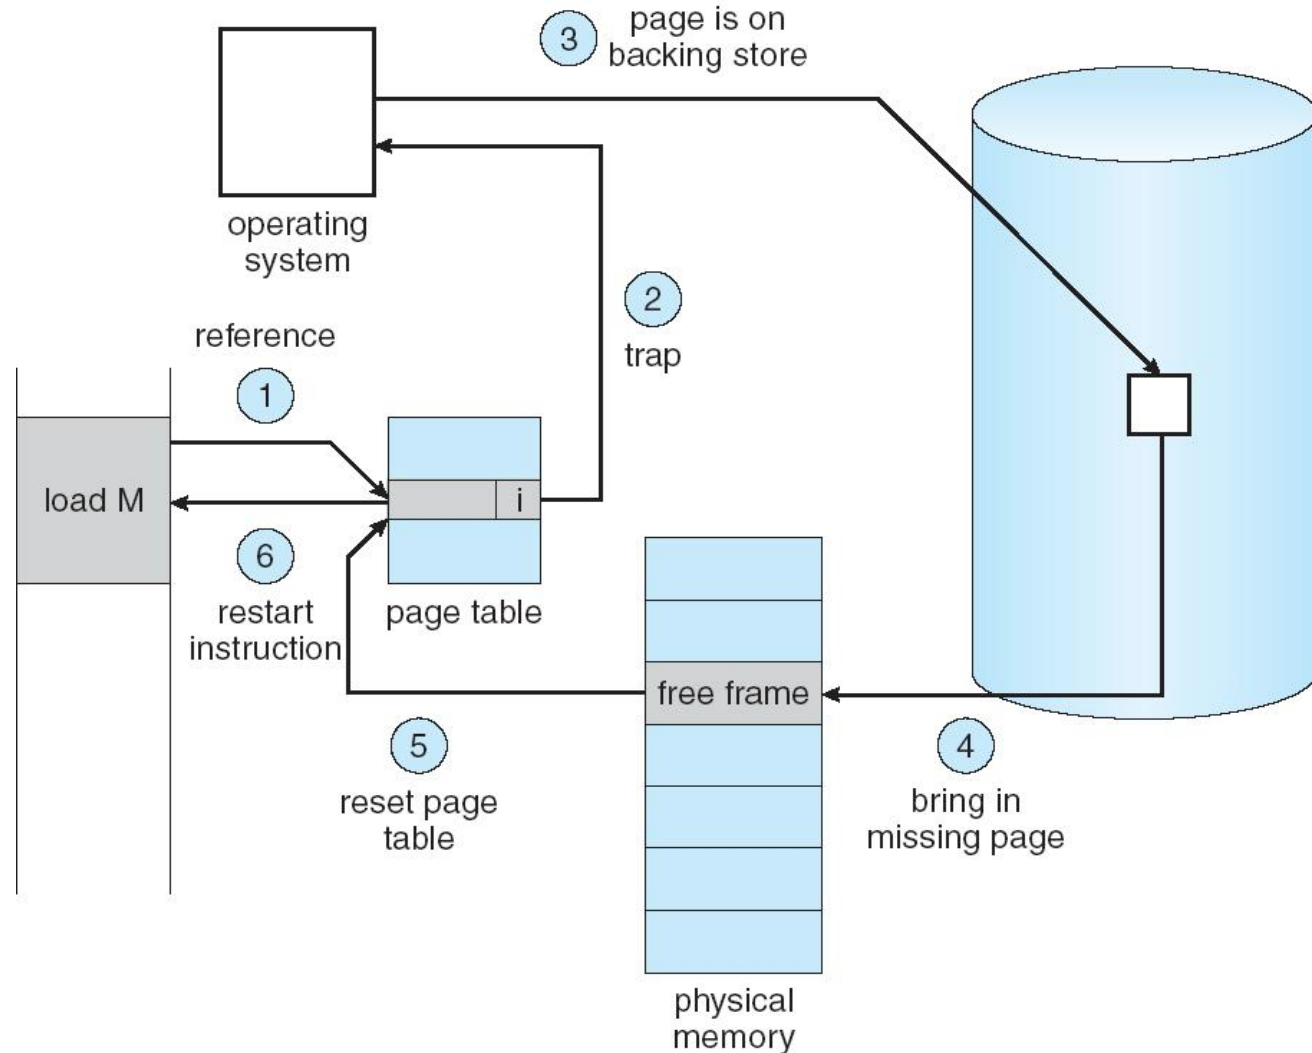 3
page is on
backing store
operating
system
2
trap
reference
1
load M
i
6
restart
instruction
page table
free frame
5
reset page
table
4
bring in
missing page
physical
memory